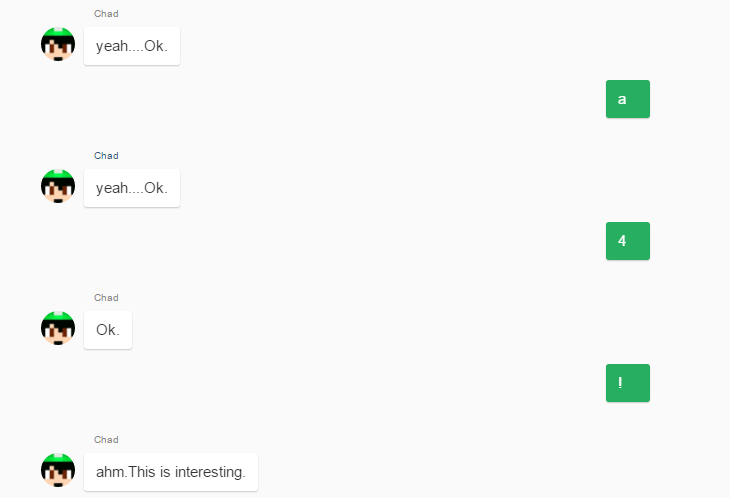 Chad
yeah....Ok.
a
Chad
yeah....Ok.
4
Chad
Ok.
!
Chad
ahm.This is interesting.